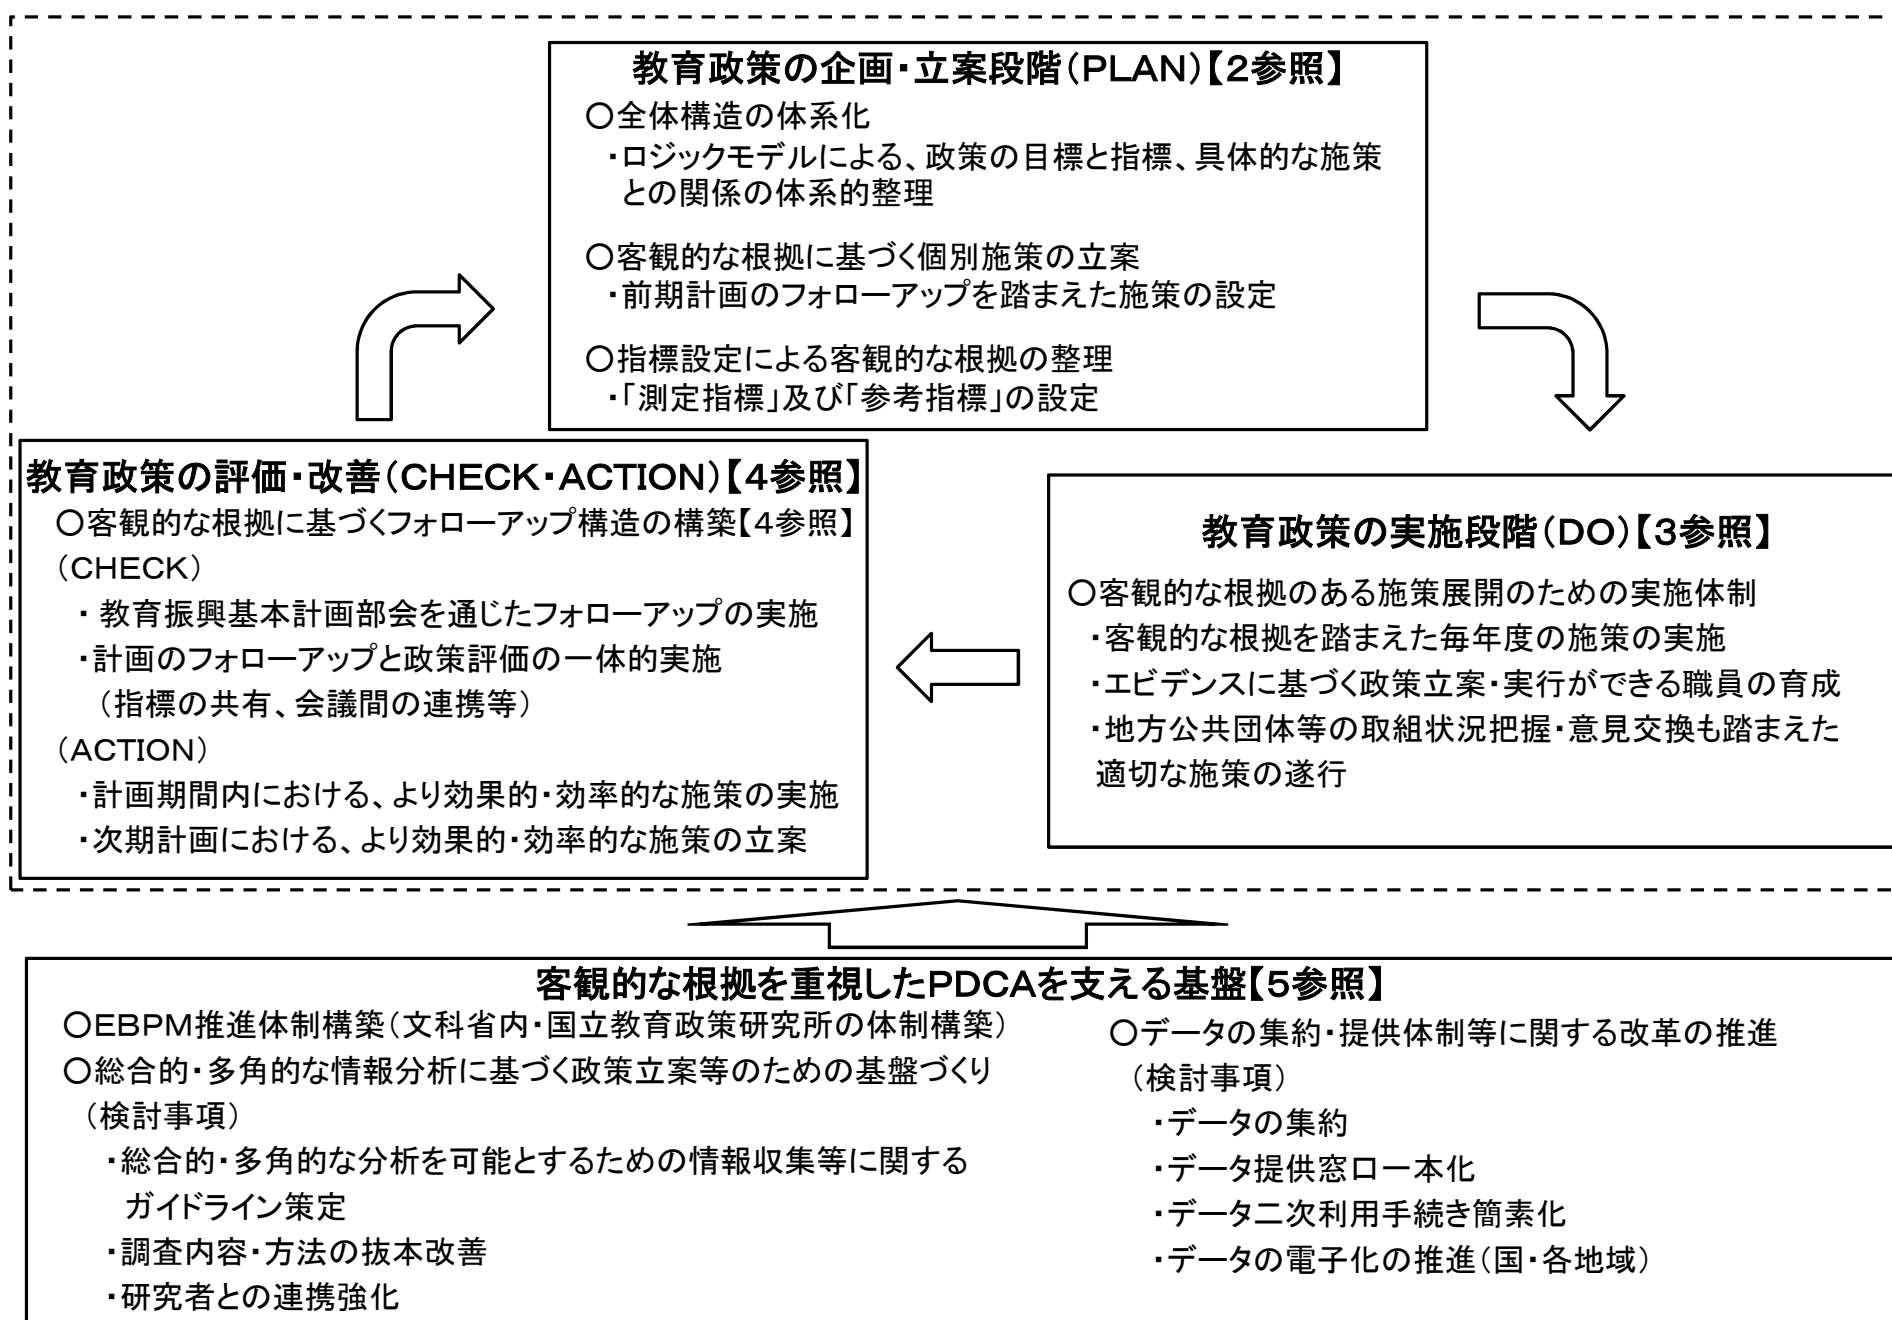 教育政策の企画・立案段階(PLAN)【2参照】
○全体構造の体系化
・ロジックモデルによる、政策の目標と指標、具体的な施策
との関係の体系的整理
○客観的な根拠に基づく個別施策の立案
・前期計画のフォローアップを踏まえた施策の設定
○指標設定による客観的な根拠の整理
・「測定指標」及び「参考指標」の設定
教育政策の実施段階(DO)【3参照】
○客観的な根拠のある施策展開のための実施体制
・客観的な根拠を踏まえた毎年度の施策の実施
・エビデンスに基づく政策立案・実行ができる職員の育成
・地方公共団体等の取組状況把握・意見交換も踏まえた
適切な施策の遂行
教育政策の評価・改善(CHECK・ACTION)【4参照】
○客観的な根拠に基づくフォローアップ構造の構築【4参照】
(CHECK)
・ 教育振興基本計画部会を通じたフォローアップの実施
・計画のフォローアップと政策評価の一体的実施
(指標の共有、会議間の連携等)
(ACTION)
・計画期間内における、より効果的・効率的な施策の実施
・次期計画における、より効果的・効率的な施策の立案
客観的な根拠を重視したPDCAを支える基盤【5参照】
○EBPM推進体制構築(文科省内・国立教育政策研究所の体制構築)
○総合的・多角的な情報分析に基づく政策立案等のための基盤づくり
(検討事項)
・総合的・多角的な分析を可能とするための情報収集等に関する
ガイドライン策定
・調査内容・方法の抜本改善
・研究者との連携強化
○データの集約・提供体制等に関する改革の推進
(検討事項)
・データの集約
・データ提供窓口一本化
・データ二次利用手続き簡素化
・データの電子化の推進(国・各地域)